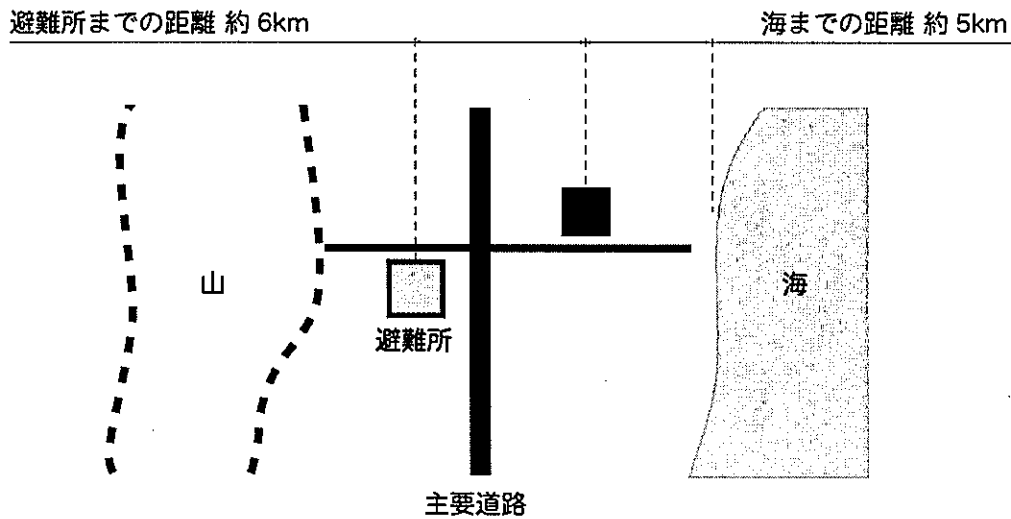 避難所までの距離 約 6km
海までの距離 約 5km
山
海
避難所
主要道路